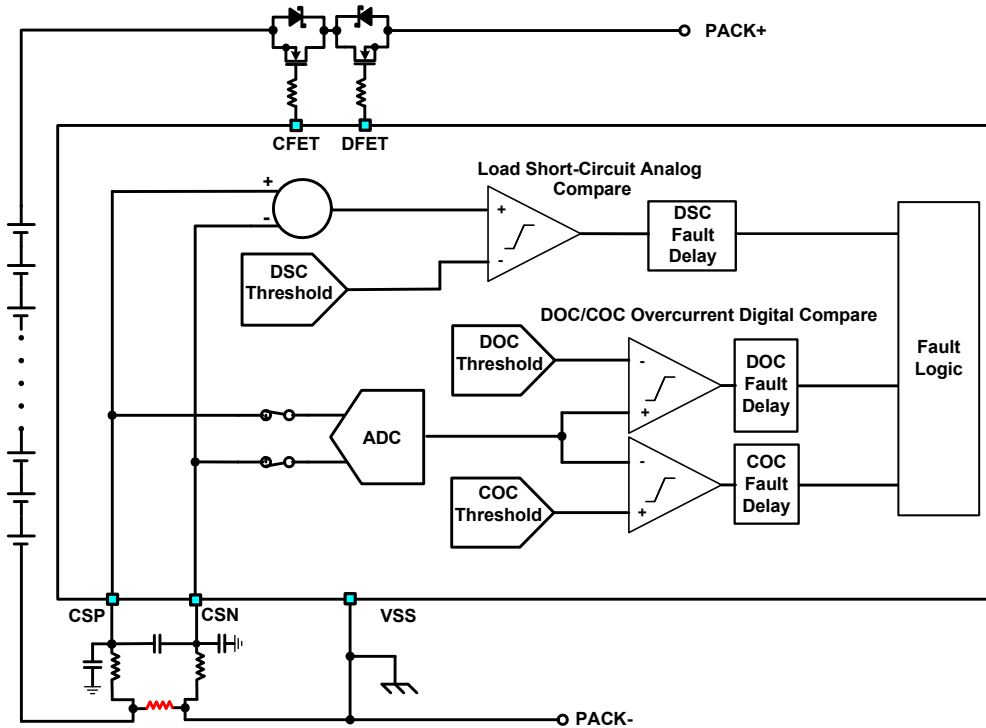 PACK+
CFET
DFET
Load Short-Circuit Analog
Compare
+
-
+
-
DSC
Threshold
DSC
Fault
Delay
DOC/COC Overcurrent Digital Compare
DOC
Threshold
-
+
DOC
Fault
Delay
Fault
Logic
ADC
COC
Threshold
-
+
COC
Fault
Delay
CSP
CSN
VSS
PACK-